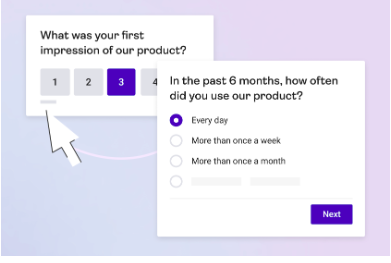 What was your first
impression of our product?
1 2 3 4
In the past 6 months, how often
did you use our product?
Every day
More than once a week
More than once a month
Next